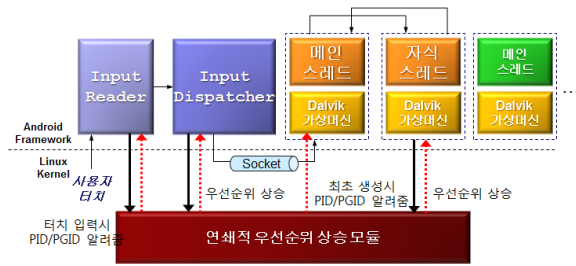 Input
Reader
Input
Dispatcher
메인
스레드
Dalvik
가상머신
자식
스레드
Dalvik
가상머신
메인
스레드
Dalvik
가상머신
..
Android
Framework
Linux
Kernel
사용자
터치
Socket
우선순위 상승
최초 생성시
PID/PGID 알려줌
우선순위 상승
터치 입력시
PID/PGID 알려줌
연쇄적 우선순위 상승 모듈